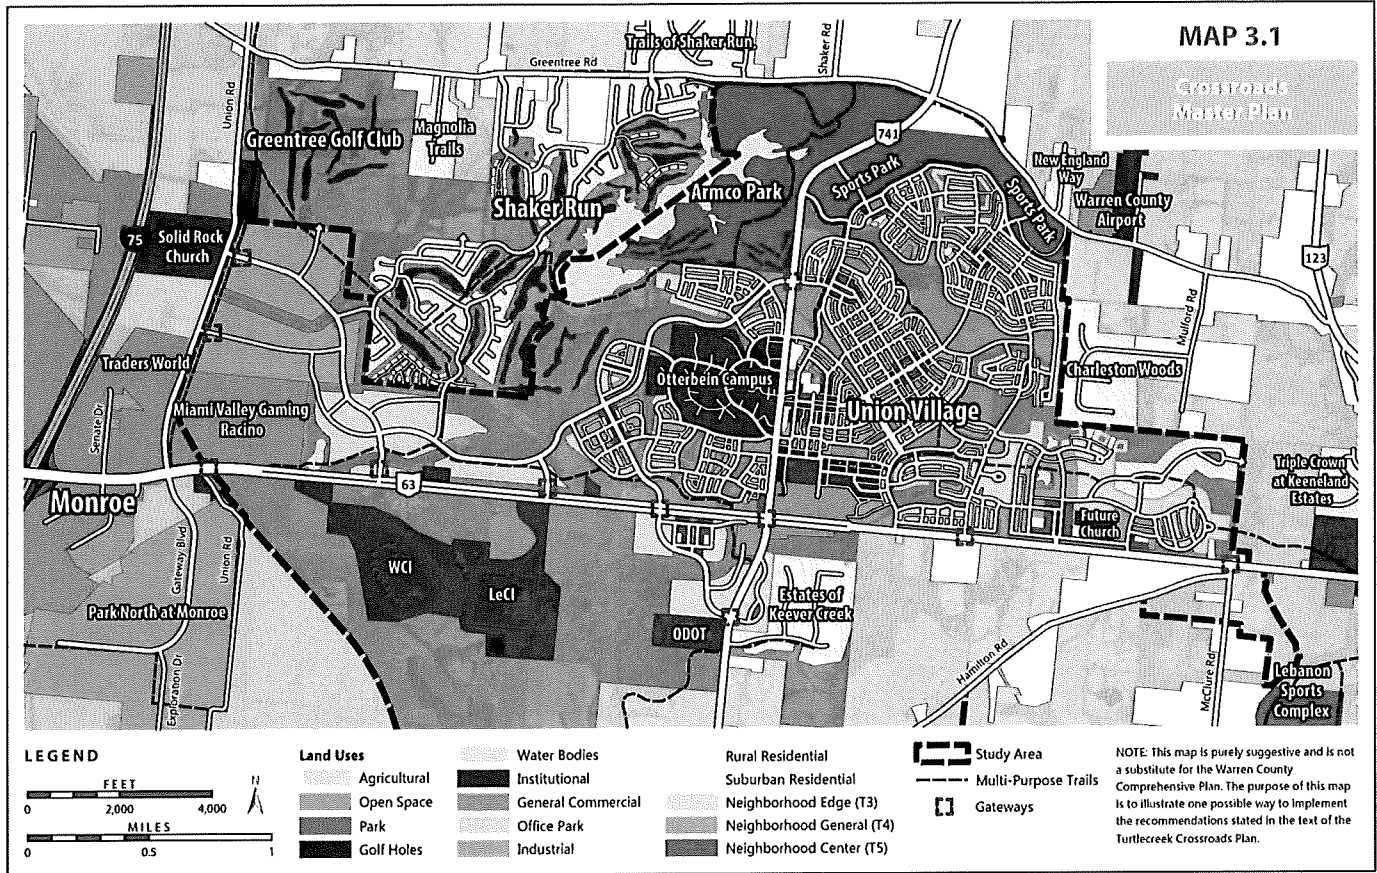 MAP 3.1
Crossroads
Master Plan
Trails of Shaker Run
Greentree Rd
Shaker Rd
Union Rd
Greentree Golf Club
Magnolia
Trails
741
Sports Park
New England
Way
Warren County
Airport
Sports Park
Armco Park
Shaker Run
75
Solid Rock
Church
123
Mulford Rd
Traders World
Charleston Woods
Otterbein Campus
Union Village
Miami Valley Gaming
Racino
Senate Dr
Monroe
63
Triple Crown
at Keeneland
Estates
Future
Church
Gateway Blvd
Union Rd
WCI
LeCI
Park North at Monroe
ODOT
Estates of
Keever Creek
Hamilton Rd
McClure Rd
Exploration Dr
Lebanon
Sports
Complex
LEGEND
FEET
0 2,000 4,000
N
MILES
0 0.5 1
Land Uses
Agricultural
Open Space
Park
Golf Holes
Water Bodies
Institutional
General Commercial
Office Park
Industrial
Rural Residential
Suburban Residential
Neighborhood Edge (T3)
Neighborhood General (T4)
Neighborhood Center (T5)
Study Area
Multi-Purpose Trails
Gateways
NOTE: This map is purely suggestive and is not
a substitute for the Warren County
Comprehensive Plan. The purpose of this map
is to illustrate one possible way to implement
the recommendations stated in the text of the
Turtlecreek Crossroads Plan.